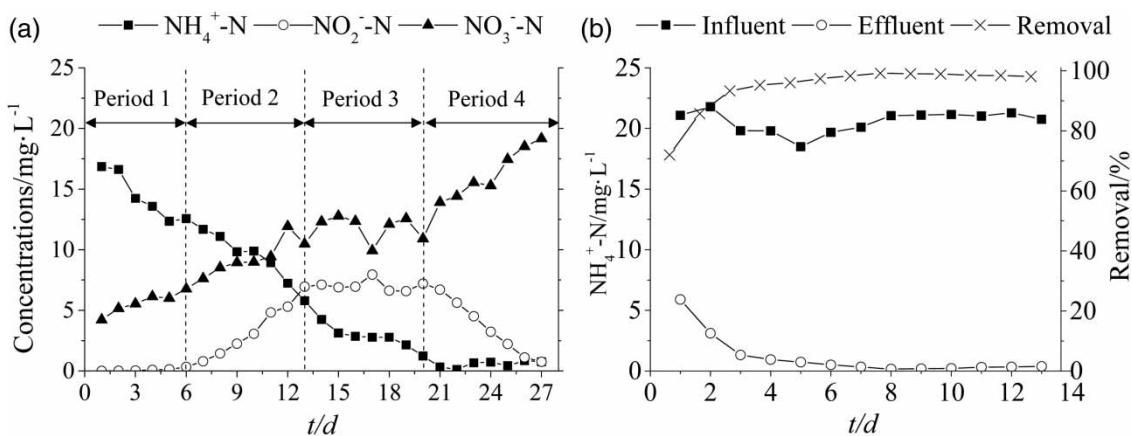 (a)
NH₄⁺-N NO₂⁻-N NO₃⁻-N
Period 1 Period 2 Period 3 Period 4
Concentrations/mg·L⁻¹
25
20
15
10
5
0
0 3 6 9 12 15 18 21 24 27
t/d
(b)
Influent Effluent Removal
NH₄⁺-N/mg·L⁻¹
25
20
15
10
5
0
0 2 4 6 8 10 12 14
t/d
100
80
60
40
20
0
Removal/%